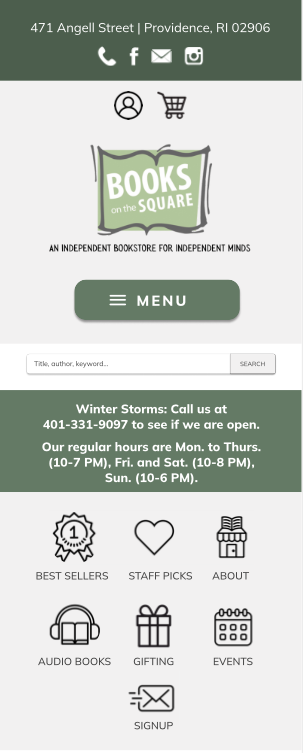 471 Angell Street | Providence, RI 02906
BOOKS
on the SQUARE
AN INDEPENDENT BOOKSTORE FOR INDEPENDENT MINDS
MENU
Title, author, keyword...
SEARCH
Winter Storms: Call us at
401-331-9097 to see if we are open.
Our regular hours are Mon. to Thurs.
(10-7 PM), Fri. and Sat. (10-8 PM),
Sun. (10-6 PM).
1
BEST SELLERS
STAFF PICKS
ABOUT
AUDIO BOOKS
GIFTING
EVENTS
SIGNUP